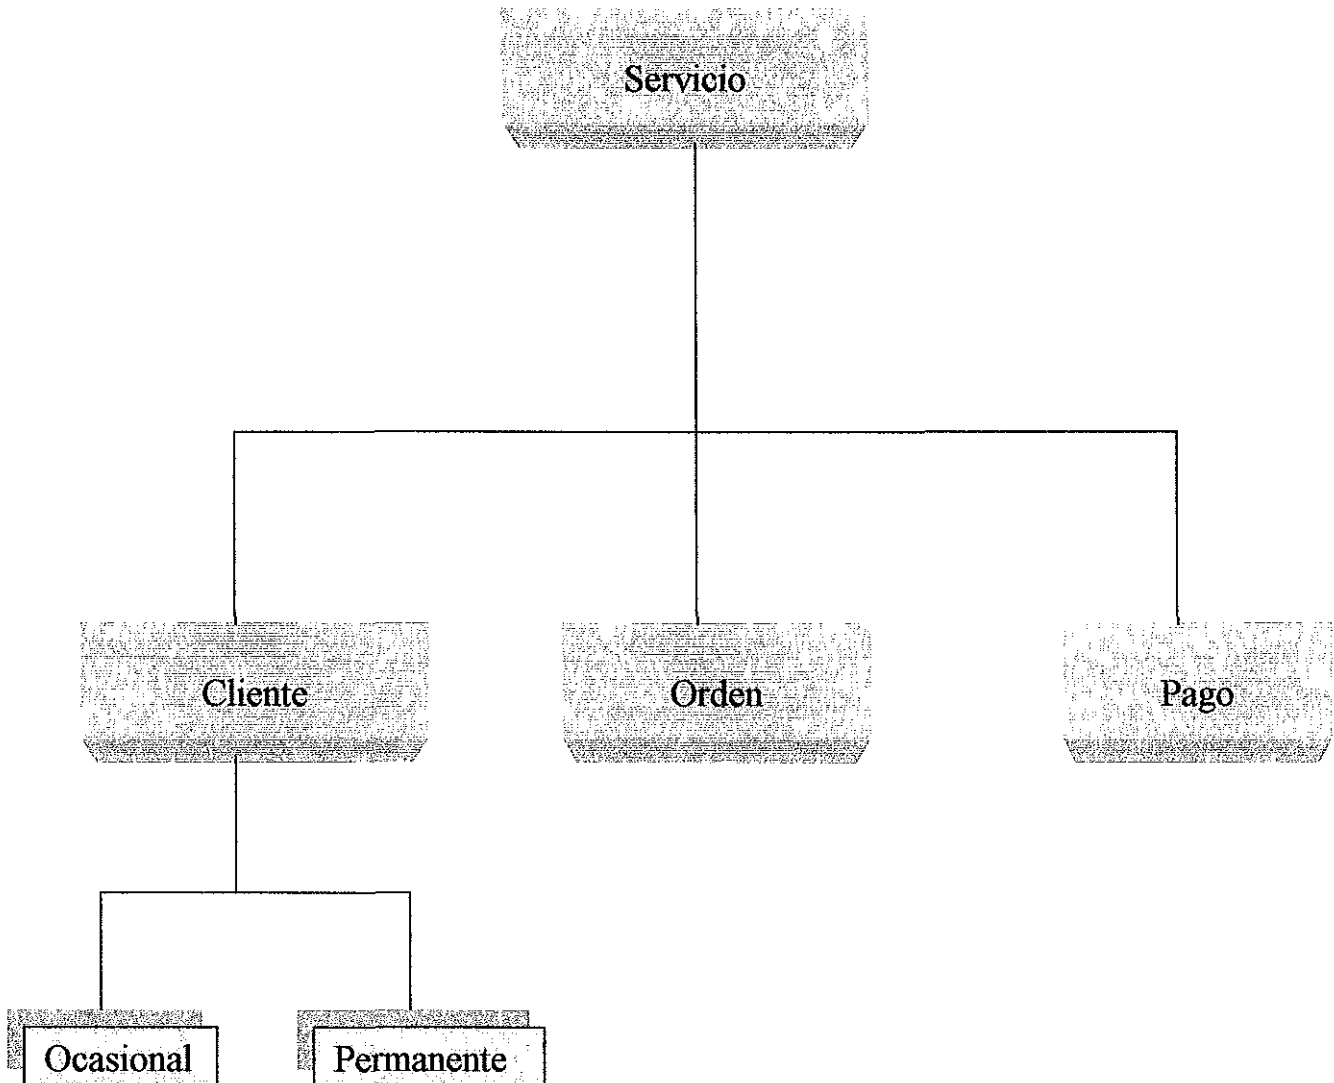 Servicio
Cliente
Orden
Pago
Ocasional
Permanente